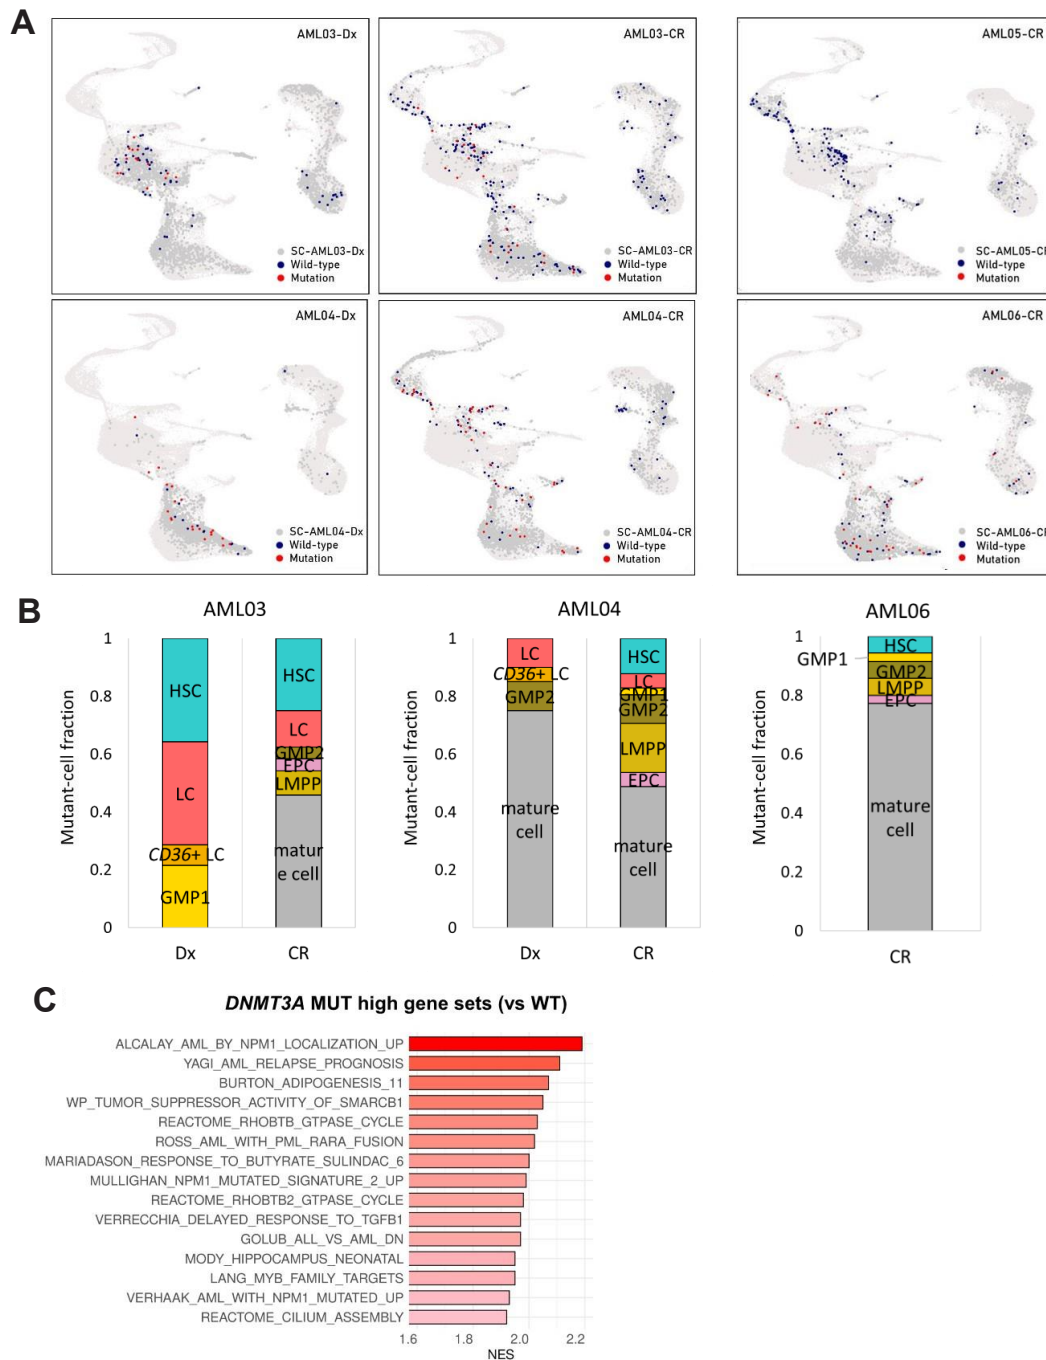 A
AML03-Dx
SC-AML03-Dx
Wild-type
Mutation
AML03-CR
SC-AML03-CR
Wild-type
Mutation
AML05-CR
SC-AML05-CF
Wild-type
Mutation
AML04-Dx
SC-AML04-Dx
Wild-type
Mutation
AML04-CR
SC-AML04-CR
Wild-type
Mutation
AML06-CR
SC-AML06-CF
Wild-type
Mutation
B
AML03
Mutant-cell fraction
1
0.8
0.6
0.4
0.2
0
HSC
LC
CD36+ LC
GMP1
Dx
HSC
LC
GMP2
EPC
LMPP
matur
e cell
CR
AML04
Mutant-cell fraction
1
0.8
0.6
0.4
0.2
0
LC
CD36+ LC
GMP2
mature
cell
Dx
HSC
LC
GMP1
GMP2
LMPP
EPC
mature
cell
CR
AML06
Mutant-cell fraction
1
0.8
0.6
0.4
0.2
0
HSC
GMP1
GMP2
LMPP
EPC
mature
cell
CR
C
DNMT3A MUT high gene sets (vs WT)
ALCALAY_AML_BY_NPM1_LOCALIZATION_UP
YAGI_AML_RELAPSE_PROGNOSIS
BURTON_ADIPOGENESIS_11
WP_TUMOR_SUPPRESSOR_ACTIVITY_OF_SMARCB1
REACTOME_RHOBTB_GTPASE_CYCLE
ROSS_AML_WITH_PML_RARA_FUSION
MARIADASON_RESPONSE_TO_BUTYRATE_SULINDAC_6
MULLIGHAN_NPM1_MUTATED_SIGNATURE_2_UP
REACTOME_RHOBTB2_GTPASE_CYCLE
VERRECCHIA_DELAYED_RESPONSE_TO_TGFB1
GOLUB_ALL_VS_AML_DN
MODY_HIPPOCAMPUS_NEONATAL
LANG_MYB_FAMILY_TARGETS
VERHAAK_AML_WITH_NPM1_MUTATED_UP
REACTOME_CILIUM_ASSEMBLY
1.6 1.8 2.0 2.2
NES